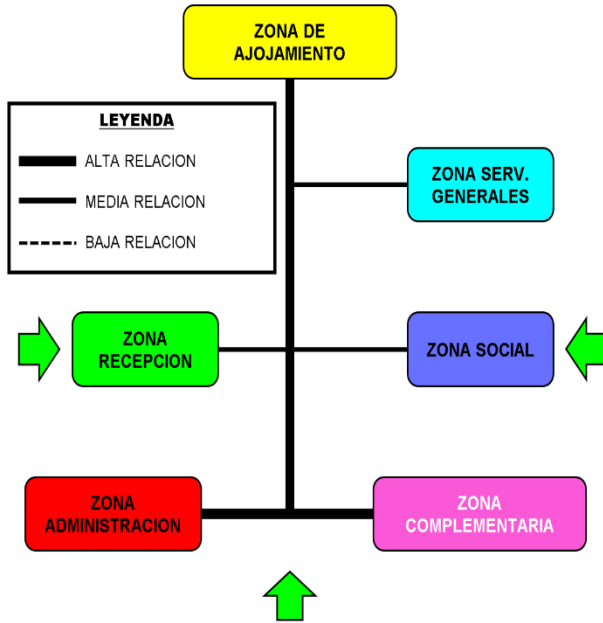 ZONA DE
AJOJAMIENTO
LEYENDA
ALTA RELACION
MEDIA RELACION
BAJA RELACION
ZONA SERV.
GENERALES
ZONA
RECEPCION
ZONA SOCIAL
ZONA
ADMINISTRACION
ZONA
COMPLEMENTARIA